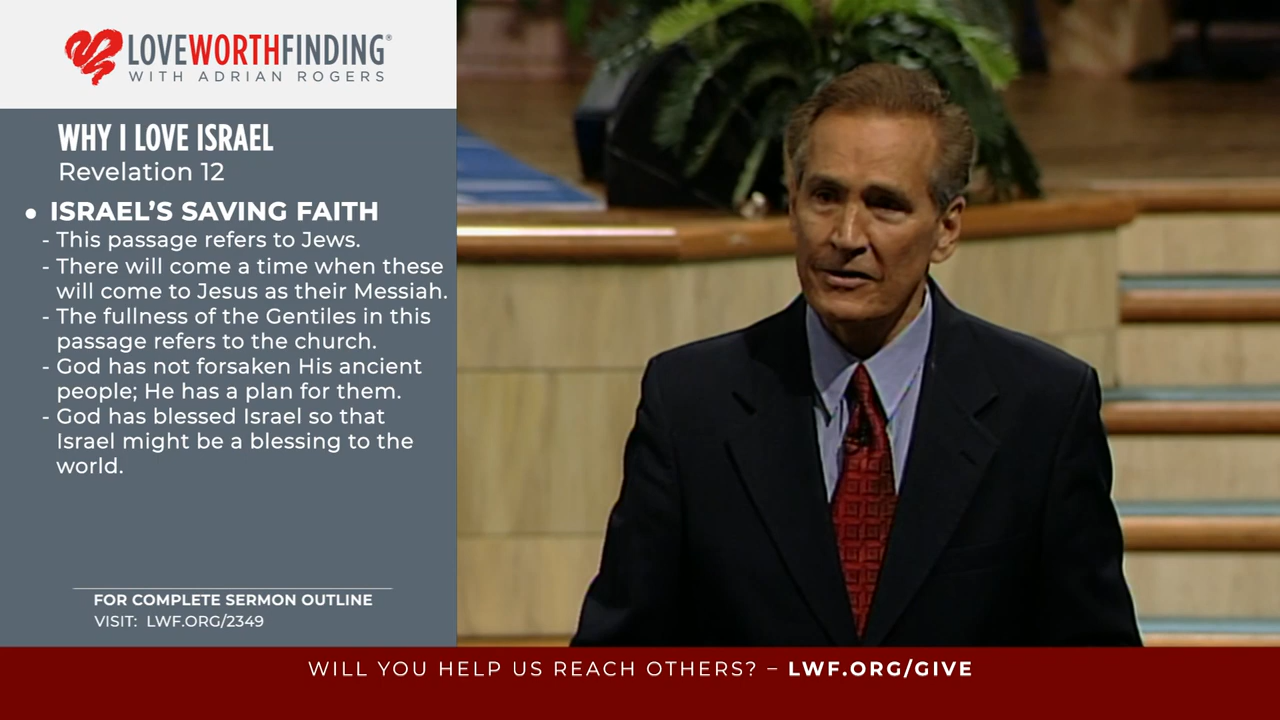 LOVEWORTHFINDING®
WITH ADRIAN ROGERS
WHY I LOVE ISRAEL
Revelation 12
• ISRAEL'S SAVING FAITH
- This passage refers to Jews.
- There will come a time when these
will come to Jesus as their Messiah.
- The fullness of the Gentiles in this
passage refers to the church.
- God has not forsaken His ancient
people; He has a plan for them.
- God has blessed Israel so that
Israel might be a blessing to the
world.
FOR COMPLETE SERMON OUTLINE
VISIT: LWF.ORG/2349
WILL YOU HELP US REACH OTHERS? – LWF.ORG/GIVE